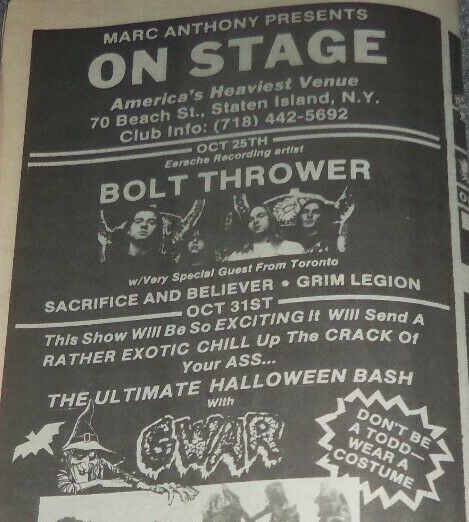 MARC ANTHONY PRESENTS
ON STAGE
America's Heaviest Venue
70 Beach St., Staten Island, N.Y.
Club Info: (718) 442-5692
OCT 25TH
Earache Recording artist
BOLT THROWER
w/Very Special Guest From Toronto
SACRIFICE AND BELIEVER • GRIM LEGION
OCT 31ST
This Show Will Be So EXCITING It Will Send A
RATHER EXOTIC CHILL Up The CRACK Of
Your ASS...
THE ULTIMATE HALLOWEEN BASH
With
GWAR
DON'T BE
A TODD—
WEAR A
COSTUME